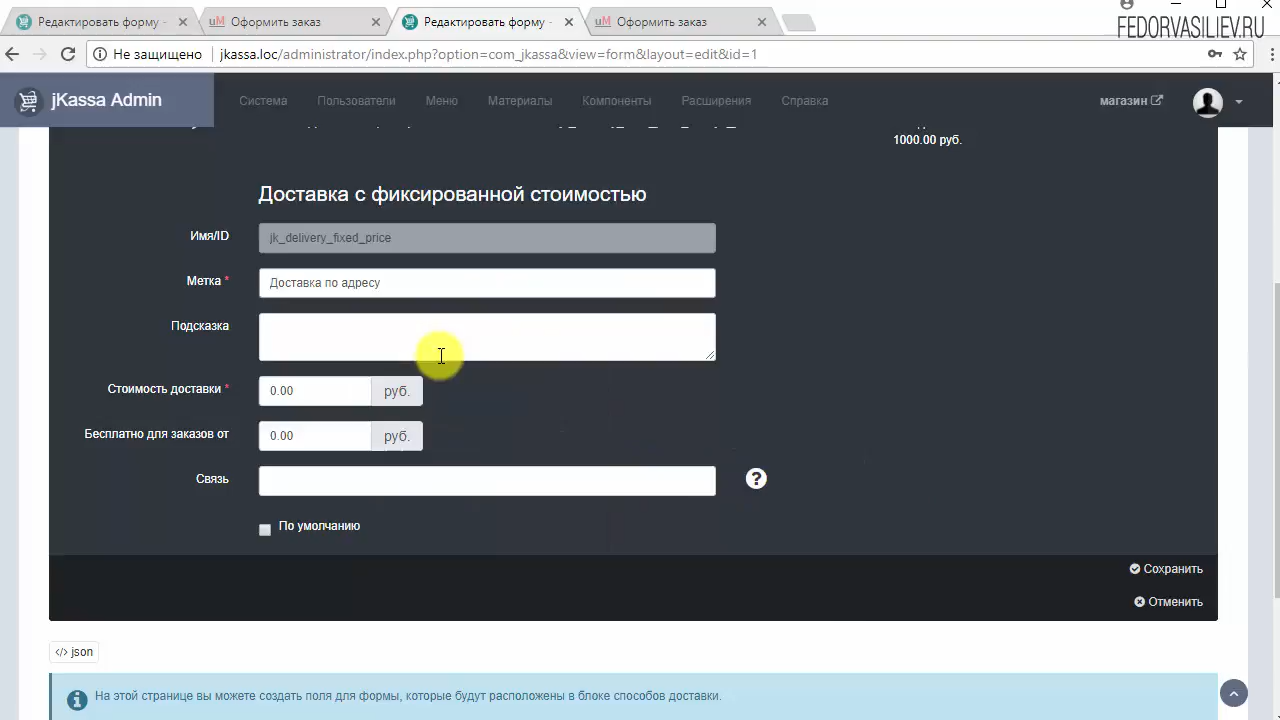 Редактировать форму -
Оформить заказ
Редактировать форму -
Оформить заказ
FEDORVASILIEV.RU
Не защищено
jkassa.loc/administrator/index.php?option=com_jkassa&view=form&layout=edit&id=1
jKassa Admin
Система
Пользователи
Меню
Материалы
Компоненты
Расширения
Справка
магазин
1000.00 руб.
Доставка с фиксированной стоимостью
Имя/ID
jk_delivery_fixed_price
Метка *
Доставка по адресу
Подсказка
Стоимость доставки *
0.00 руб.
Бесплатно для заказов от
0.00 руб.
Связь
?
По умолчанию
Сохранить
Отменить
</> json
На этой странице вы можете создать поля для формы, которые будут расположены в блоке способов доставки.